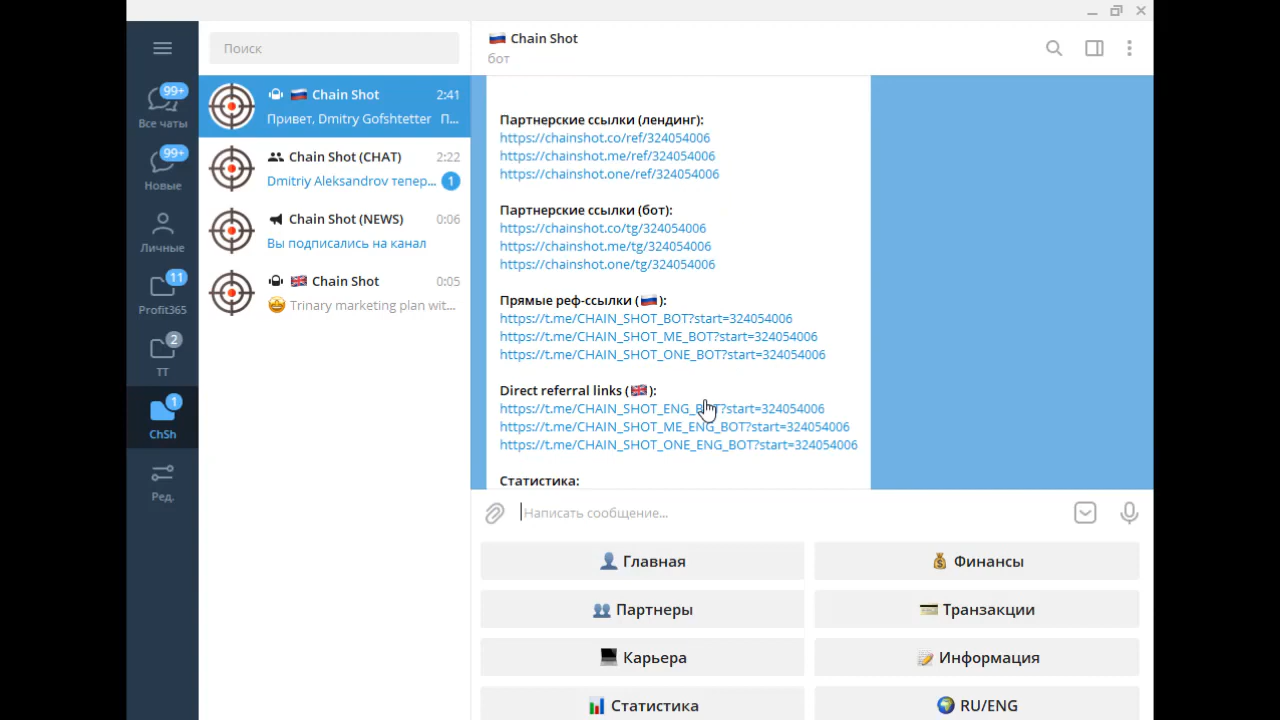 Поиск
99+
Все чаты
99+
Новые
Личные
11
Profit365
2
ТТ
1
ChSh
Ред.
Chain Shot
2:41
Привет, Dmitry Gofshtetter П...
Chain Shot (CHAT)
2:22
Dmitriy Aleksandrov тепер...
1
Chain Shot (NEWS)
0:06
Вы подписались на канал
Chain Shot
0:05
🤩 Trinary marketing plan wit...
Chain Shot
бот
Партнерские ссылки (лендинг):
https://chainshot.co/ref/324054006
https://chainshot.me/ref/324054006
https://chainshot.one/ref/324054006
Партнерские ссылки (бот):
https://chainshot.co/tg/324054006
https://chainshot.me/tg/324054006
https://chainshot.one/tg/324054006
Прямые реф-ссылки (🇷🇺):
https://t.me/CHAIN_SHOT_BOT?start=324054006
https://t.me/CHAIN_SHOT_ME_BOT?start=324054006
https://t.me/CHAIN_SHOT_ONE_BOT?start=324054006
Direct referral links (🇬🇧):
https://t.me/CHAIN_SHOT_ENG_BOT?start=324054006
https://t.me/CHAIN_SHOT_ME_ENG_BOT?start=324054006
https://t.me/CHAIN_SHOT_ONE_ENG_BOT?start=324054006
Статистика:
Написать сообщение...
Главная
Финансы
Партнеры
Транзакции
Карьера
Информация
Статистика
RU/ENG